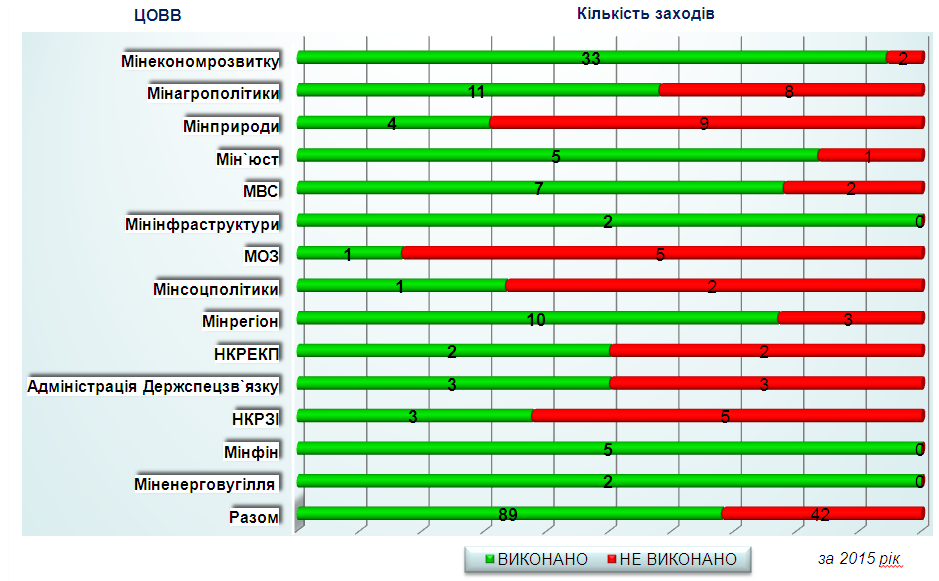 ЦОВВ Кількість заходів
Мінекономрозвитку 33 2
Мінагрополітики 11 8
Мінприроди 4 9
Мін`юст 5 1
МВС 7 2
Мінінфраструктури 2 0
МОЗ 1 5
Мінсоцполітики 1 2
Мінрегіон 10 3
НКРЕКП 2 2
Адміністрація Держспецзв`язку 3 3
НКРЗІ 3 5
Мінфін 5 0
Міненерговугілля 2 0
Разом 89 42
ВИКОНАНО НЕ ВИКОНАНО за 2015 рік